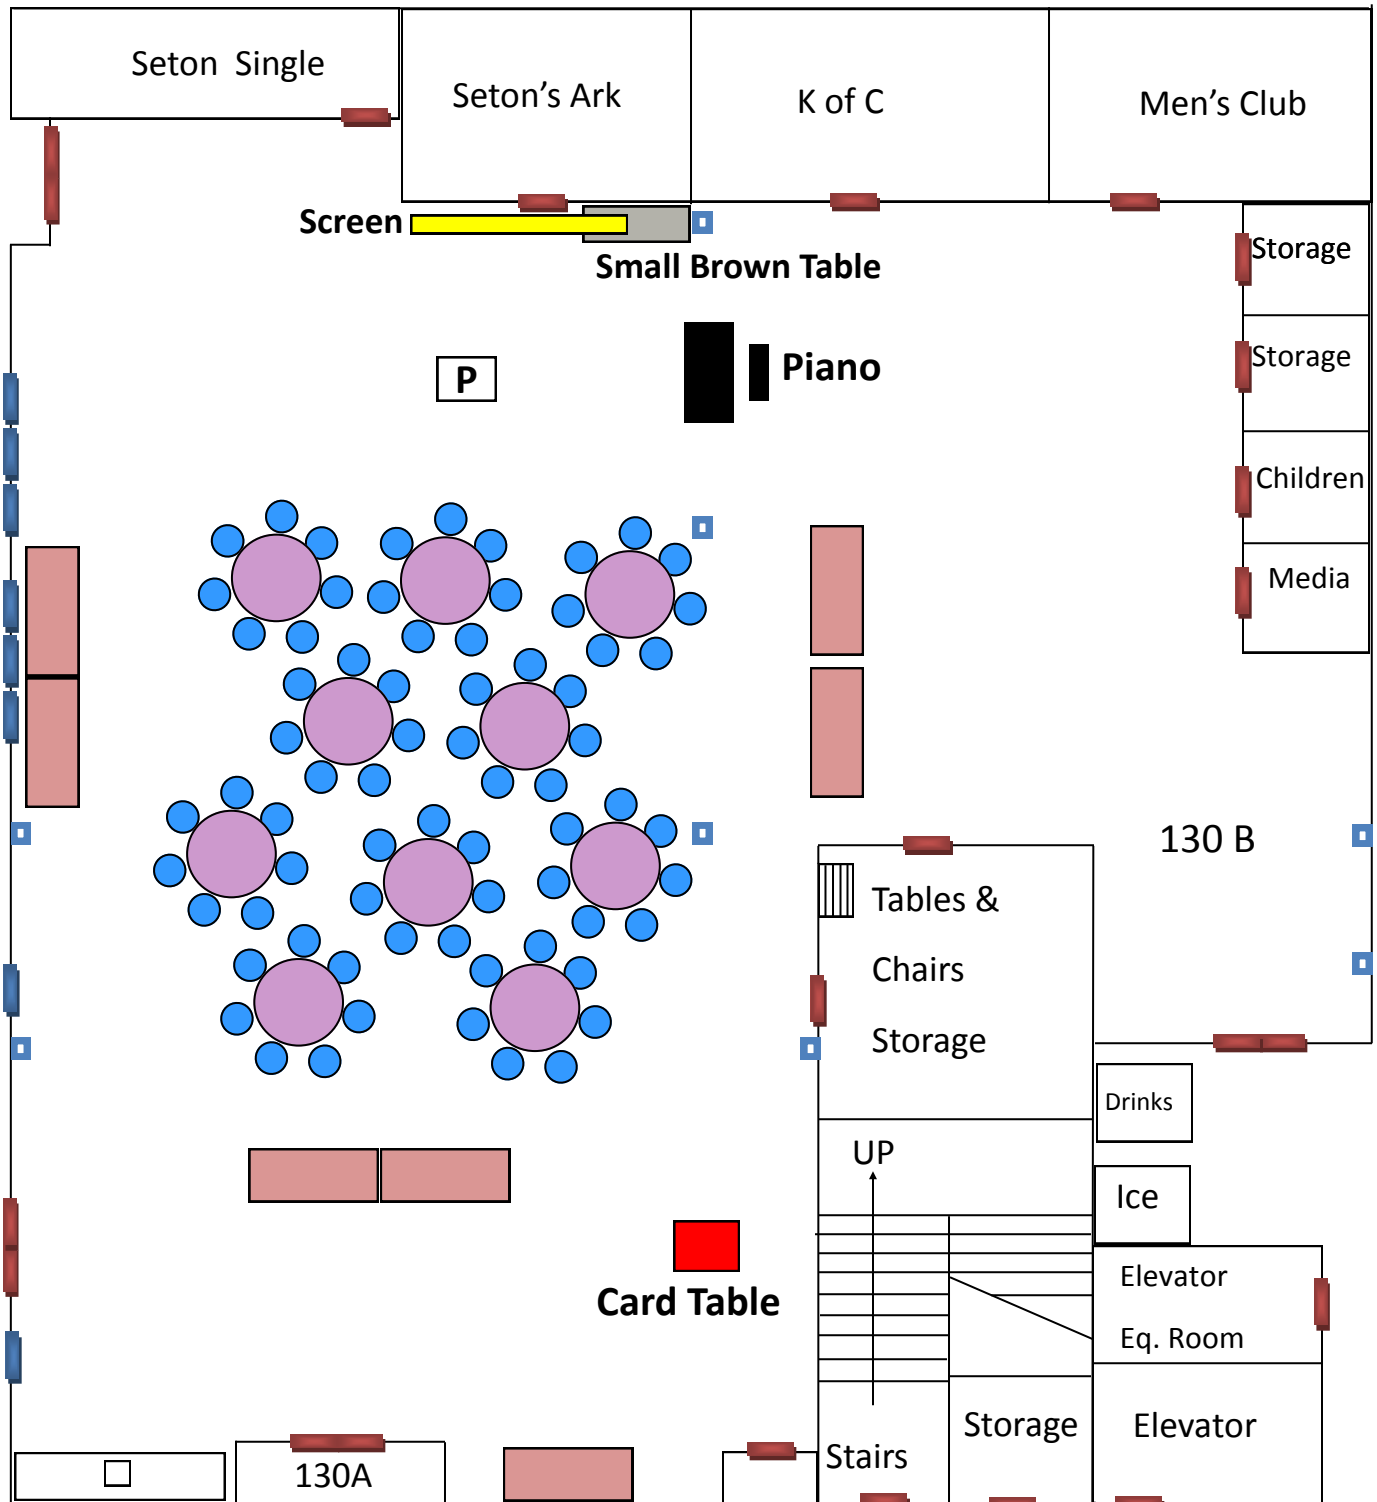 Seton  Single
Seton’s Ark
K of C
Men’s Club
Screen
Small Brown Table
Storage
P
Piano
Storage
Children
Media
130 B
Tables &
Chairs
Storage
Drinks
UP
Ice
Card Table
Elevator
Eq. Room
Storage
Elevator
Stairs
130A